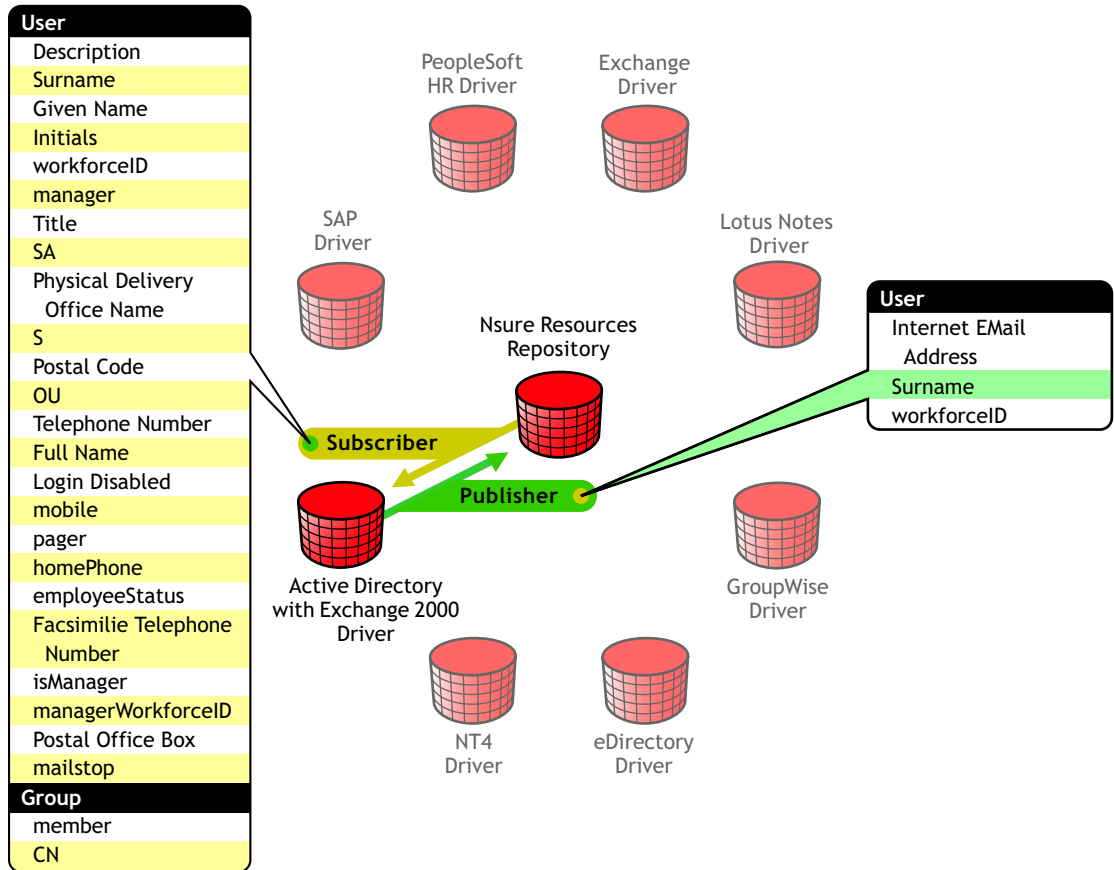 User
Description
Surname
Given Name
Initials
workforceID
manager
Title
SA
Physical Delivery
Office Name
S
Postal Code
OU
Telephone Number
Full Name
Login Disabled
mobile
pager
homePhone
employeeStatus
Facsimilie Telephone
Number
isManager
managerWorkforceID
Postal Office Box
mailstop
Group
member
CN
PeopleSoft
HR Driver
Exchange
Driver
SAP
Driver
Lotus Notes
Driver
Nsure Resources
Repository
Subscriber
Publisher
Active Directory
with Exchange 2000
Driver
GroupWise
Driver
NT4
Driver
eDirectory
Driver
User
Internet EMail
Address
Surname
workforceID